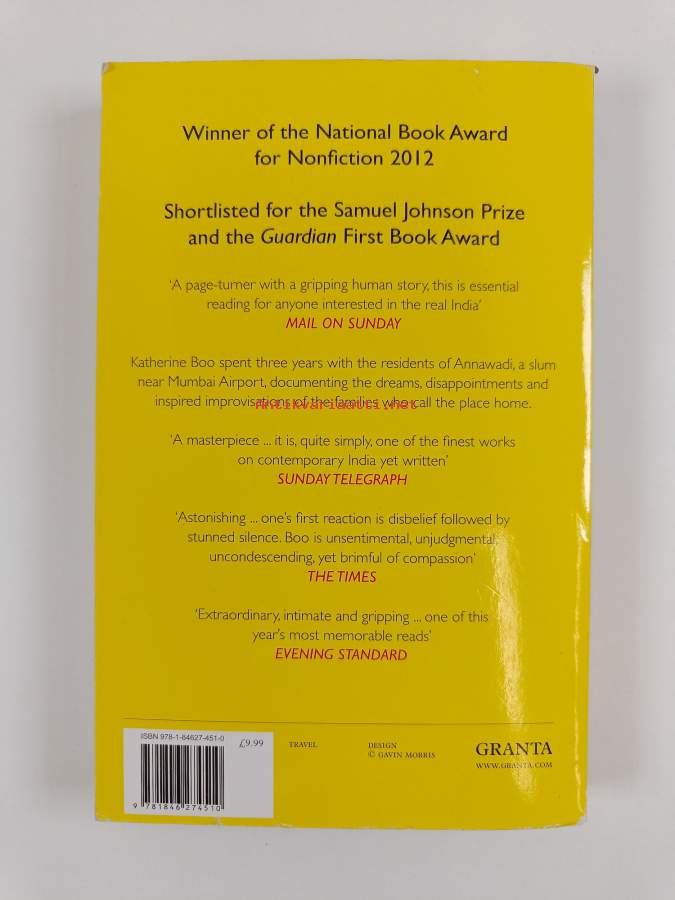 Winner of the National Book Award
for Nonfiction 2012
Shortlisted for the Samuel Johnson Prize
and the Guardian First Book Award
‘A page-turner with a gripping human story, this is essential
reading for anyone interested in the real India’
MAIL ON SUNDAY
Katherine Boo spent three years with the residents of Annawadi, a slum
near Mumbai Airport, documenting the dreams, disappointments and
inspired improvisations of the families who call the place home.
Antikvariaatti.net
‘A masterpiece ... it is, quite simply, one of the finest works
on contemporary India yet written’
SUNDAY TELEGRAPH
‘Astonishing ... one’s first reaction is disbelief followed by
stunned silence. Boo is unsentimental, unjudgmental,
uncondescending, yet brimful of compassion’
THE TIMES
‘Extraordinary, intimate and gripping ... one of this
year’s most memorable reads’
EVENING STANDARD
ISBN 978-1-84627-451-0
£9.99
9 781846 274510
TRAVEL
DESIGN
© GAVIN MORRIS
GRANTA
WWW.GRANTA.COM